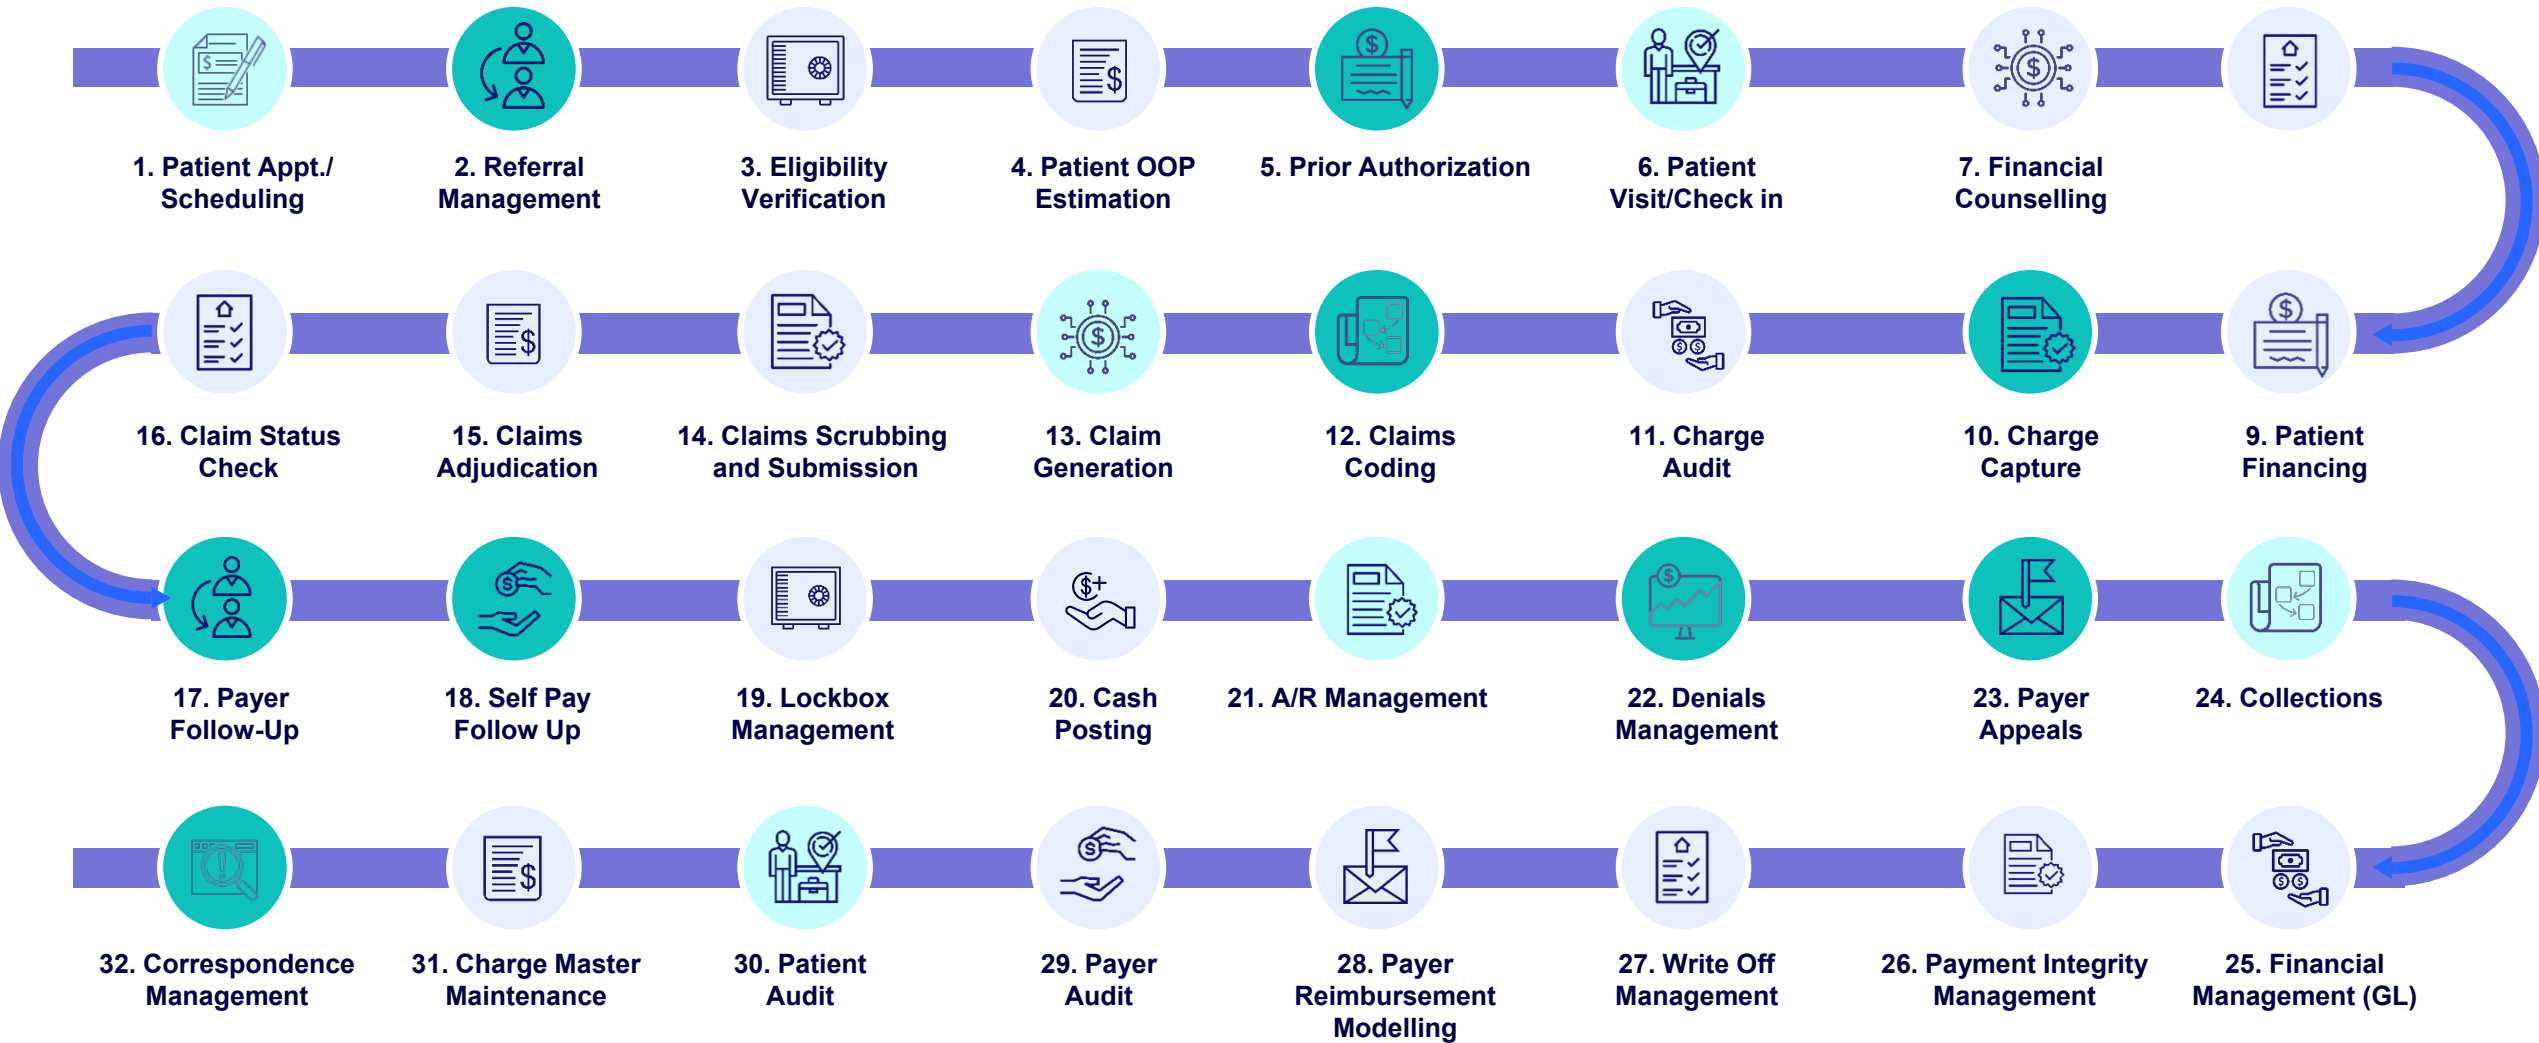 1. Patient Appt./
Scheduling
2. Referral
Management
3. Eligibility
Verification
4. Patient OOP
Estimation
5. Prior Authorization
6. Patient
Visit/Check in
7. Financial
Counselling
16. Claim Status
Check
15. Claims
Adjudication
14. Claims Scrubbing
and Submission
13. Claim
Generation
12. Claims
Coding
11. Charge
Audit
10. Charge
Capture
9. Patient
Financing
17. Payer
Follow-Up
18. Self Pay
Follow Up
19. Lockbox
Management
20. Cash
Posting
21. A/R Management
22. Denials
Management
23. Payer
Appeals
24. Collections
32. Correspondence
Management
31. Charge Master
Maintenance
30. Patient
Audit
29. Payer
Audit
28. Payer
Reimbursement
Modelling
27. Write Off
Management
26. Payment Integrity
Management
25. Financial
Management (GL)